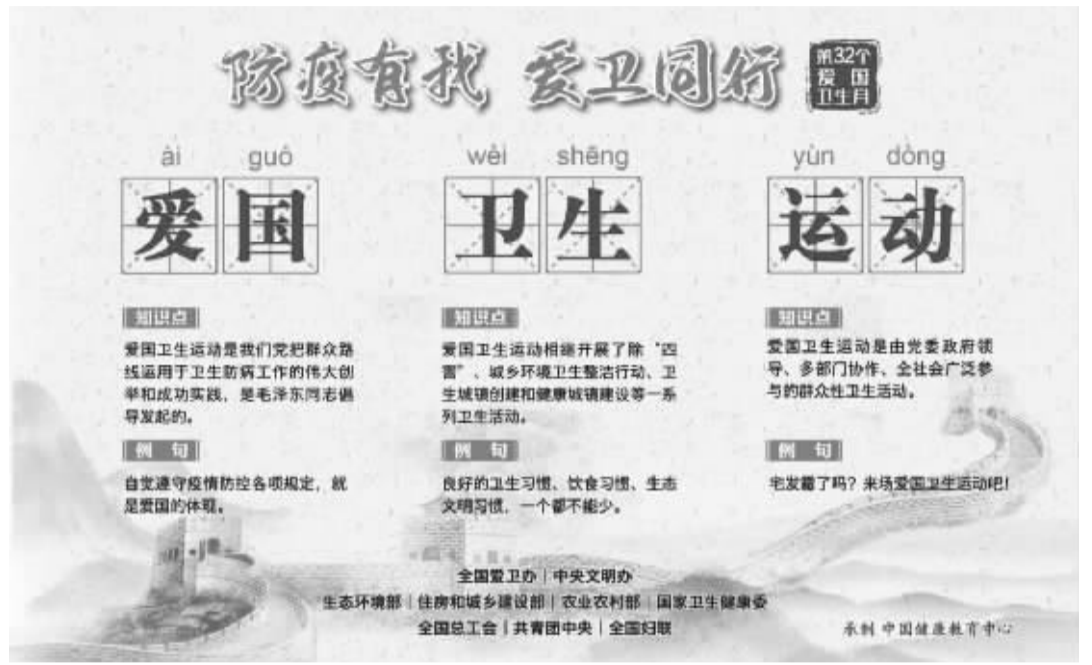 防疫有我 爱卫同行
第32个
爱国
卫生月
ài guó
wèi shēng
yùn dòng
爱国
卫生
运动
知识点
爱国卫生运动是我们党把群众路
线运用于卫生防病工作的伟大创
举和成功实践，是毛泽东同志倡
导发起的。
例 句
自觉遵守疫情防控各项规定，就
是爱国的体现。
知识点
爱国卫生运动相继开展了除“四
害”、城乡环境卫生整洁行动、卫
生城镇创建和健康城镇建设等一系
列卫生活动。
例 句
良好的卫生习惯、饮食习惯、生态
文明习惯，一个都不能少。
知识点
爱国卫生运动是由党委政府领
导、多部门协作、全社会广泛参
与的群众性卫生活动。
例 句
宅发霉了吗？来场爱国卫生运动吧！
全国爱卫办｜中央文明办
生态环境部｜住房和城乡建设部｜农业农村部｜国家卫生健康委
全国总工会｜共青团中央｜全国妇联
承制 中国健康教育中心